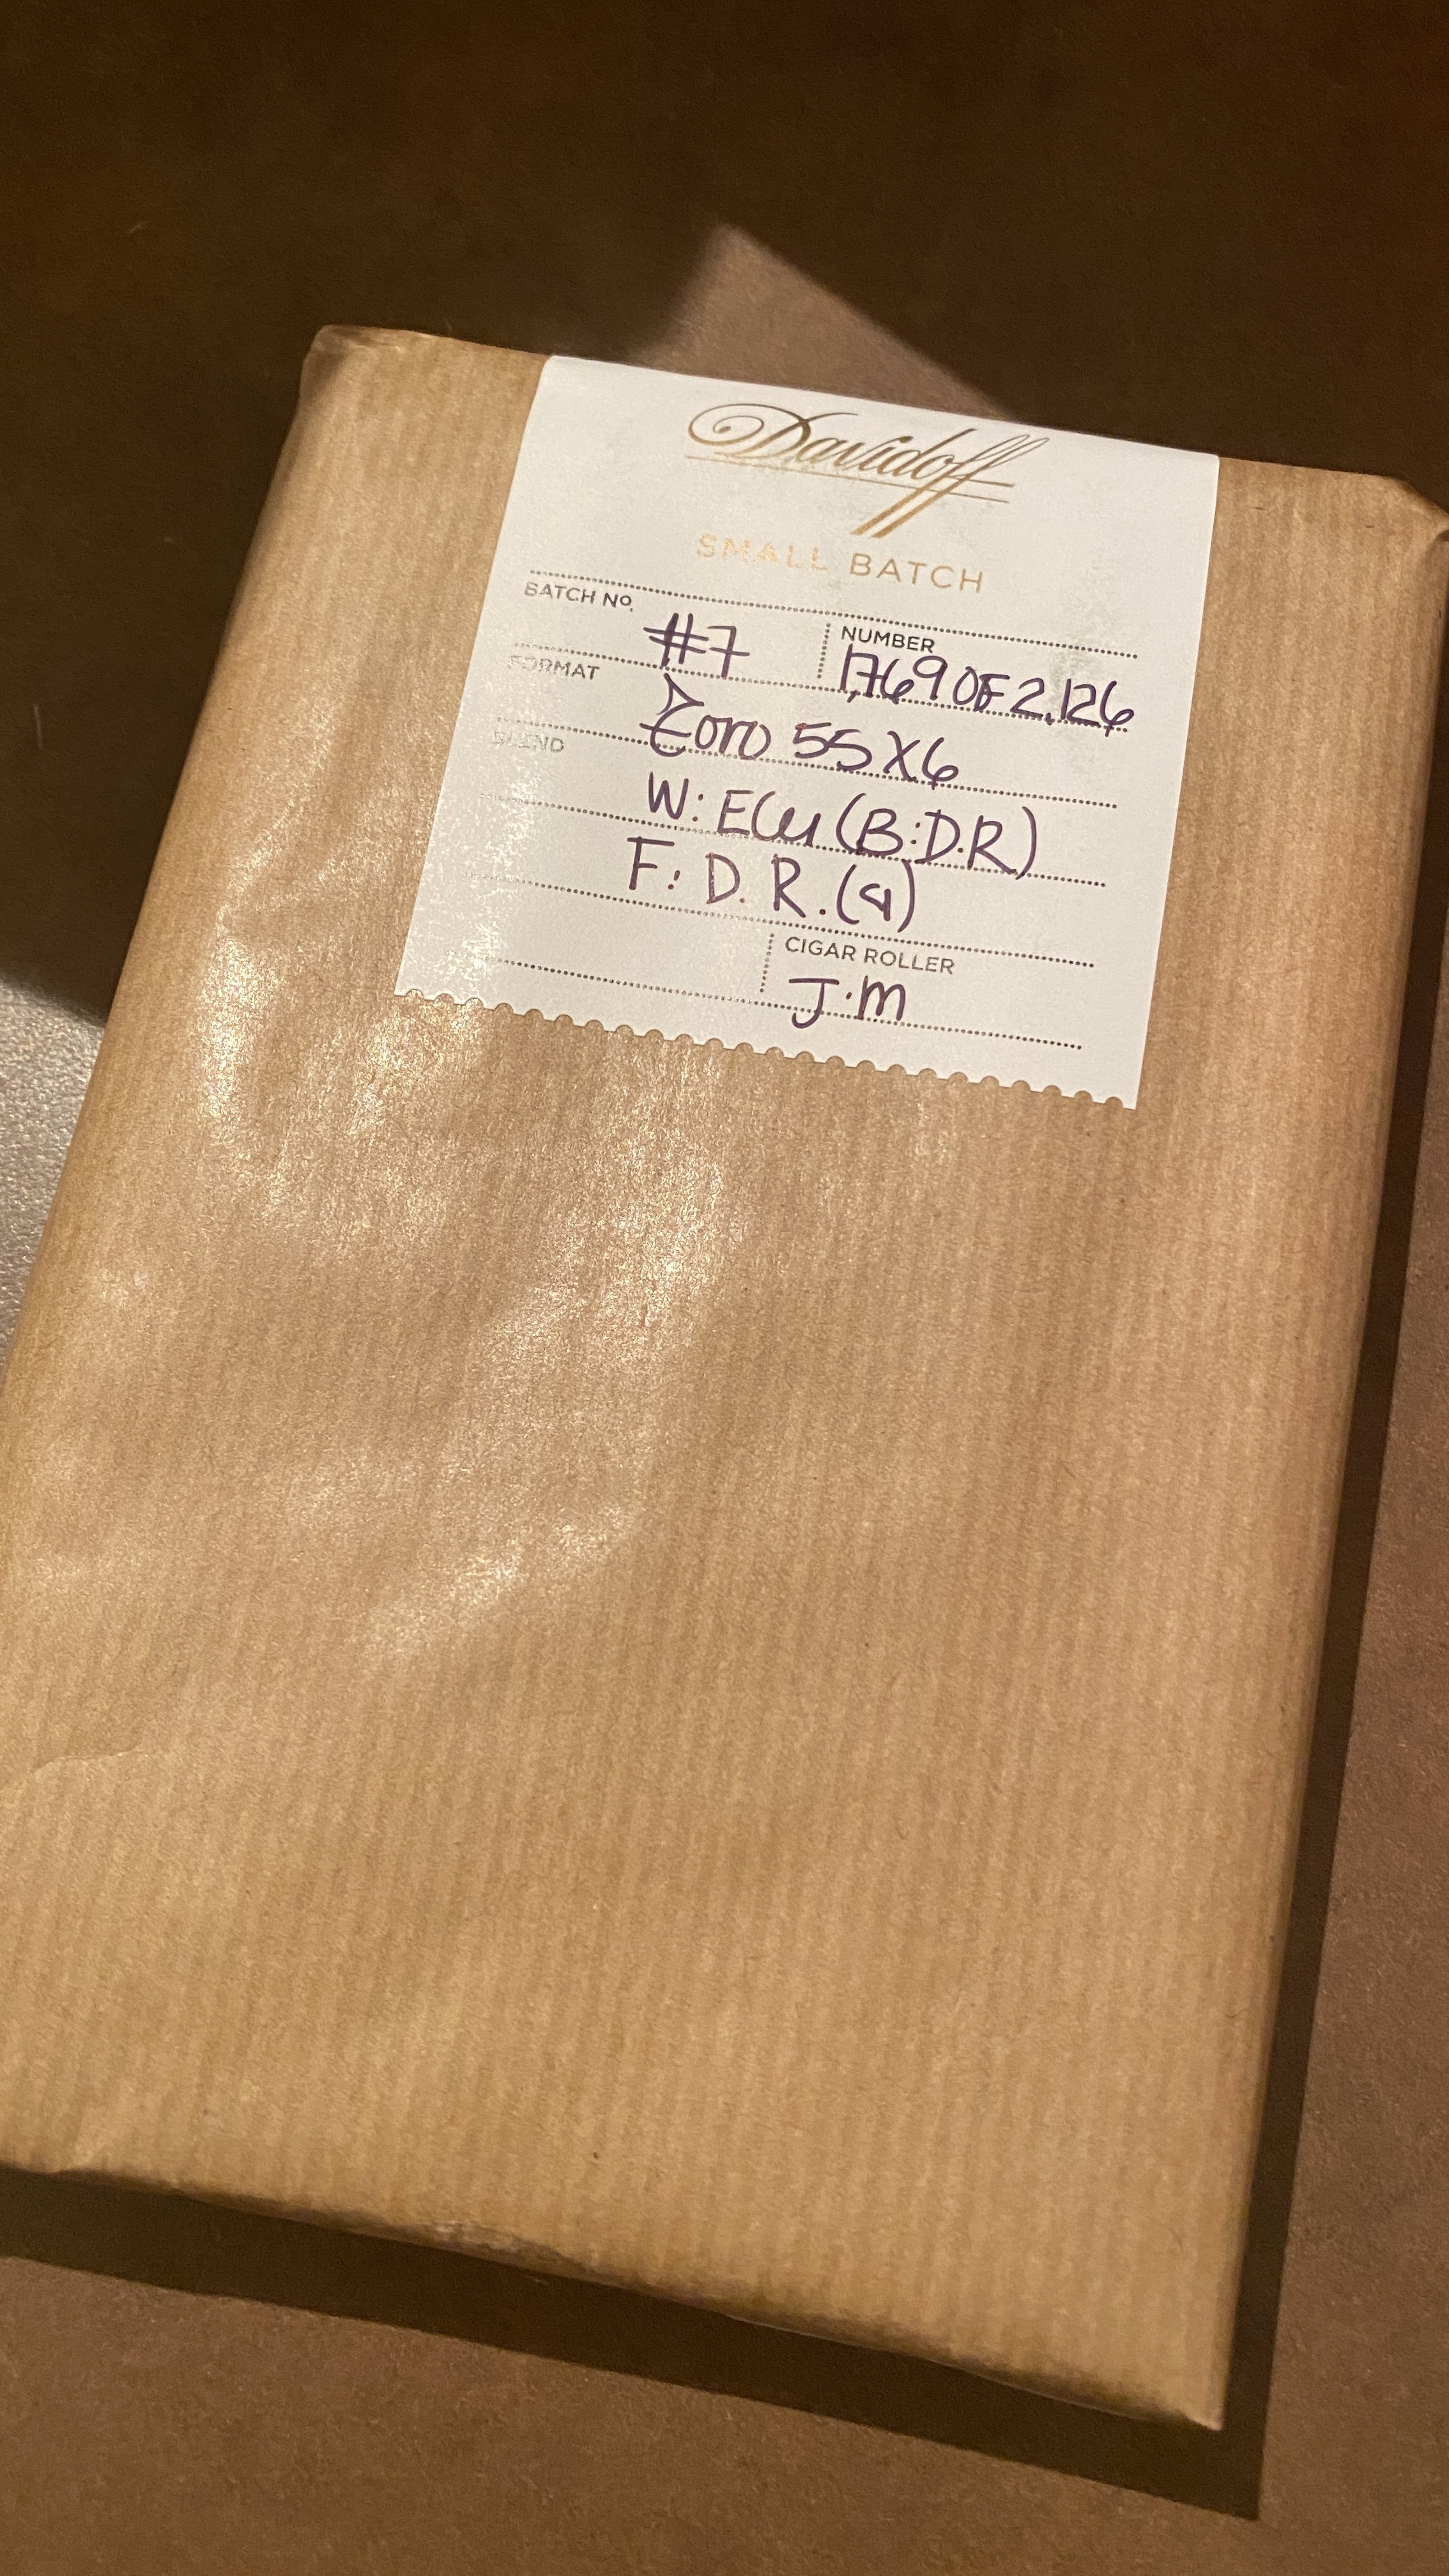 Davidoff
SMALL BATCH
BATCH No. #7
NUMBER 1,769 OF 2,126
FORMAT Toro 55 X 6
BLEND W: Ecu (B:D.R)
F: D.R.(4)
CIGAR ROLLER
J.M